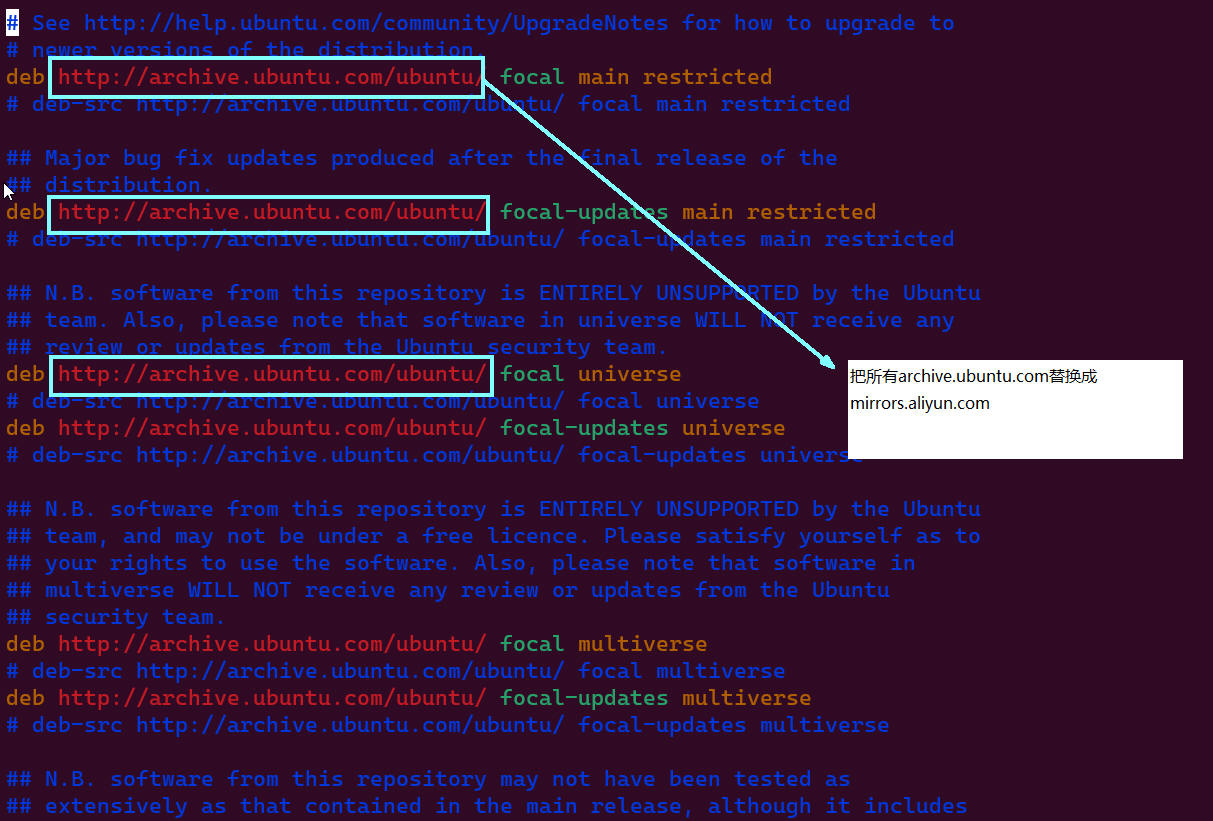 # See http://help.ubuntu.com/community/UpgradeNotes for how to upgrade to
# newer versions of the distribution.
deb http://archive.ubuntu.com/ubuntu/ focal main restricted
# deb-src http://archive.ubuntu.com/ubuntu/ focal main restricted
## Major bug fix updates produced after the final release of the
## distribution.
deb http://archive.ubuntu.com/ubuntu/ focal-updates main restricted
# deb-src http://archive.ubuntu.com/ubuntu/ focal-updates main restricted
## N.B. software from this repository is ENTIRELY UNSUPPORTED by the Ubuntu
## team. Also, please note that software in universe WILL NOT receive any
## review or updates from the Ubuntu security team.
deb http://archive.ubuntu.com/ubuntu/ focal universe
# deb-src http://archive.ubuntu.com/ubuntu/ focal universe
deb http://archive.ubuntu.com/ubuntu/ focal-updates universe
# deb-src http://archive.ubuntu.com/ubuntu/ focal-updates universe
把所有archive.ubuntu.com替换成
mirrors.aliyun.com
## N.B. software from this repository is ENTIRELY UNSUPPORTED by the Ubuntu
## team, and may not be under a free licence. Please satisfy yourself as to
## your rights to use the software. Also, please note that software in
## multiverse WILL NOT receive any review or updates from the Ubuntu
## security team.
deb http://archive.ubuntu.com/ubuntu/ focal multiverse
# deb-src http://archive.ubuntu.com/ubuntu/ focal multiverse
deb http://archive.ubuntu.com/ubuntu/ focal-updates multiverse
# deb-src http://archive.ubuntu.com/ubuntu/ focal-updates multiverse
## N.B. software from this repository may not have been tested as
## extensively as that contained in the main release, although it includes